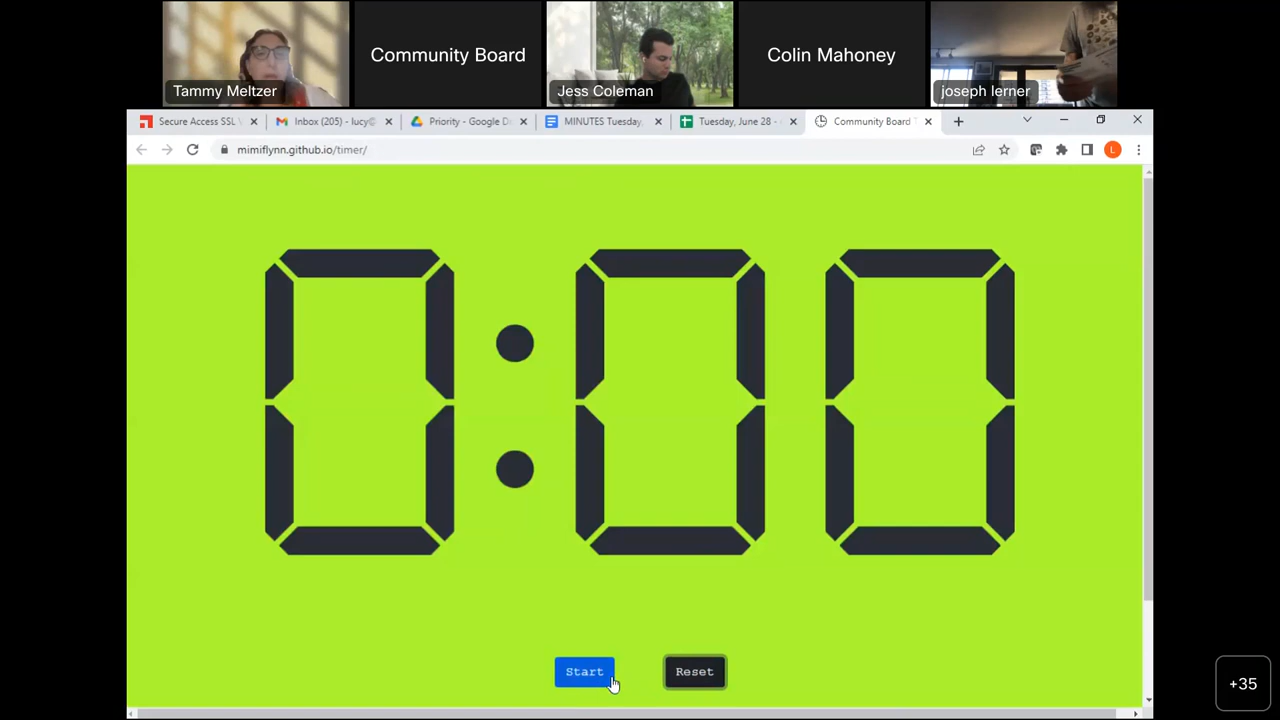 Tammy Meltzer
Community Board
Jess Coleman
Colin Mahoney
joseph lerner
Secure Access SSL
Inbox (205) - lucy@
Priority - Google D
MINUTES Tuesday,
Tuesday, June 28 -
Community Board
mimiflynn.github.io/timer/
L
0:00
Start
Reset
+35